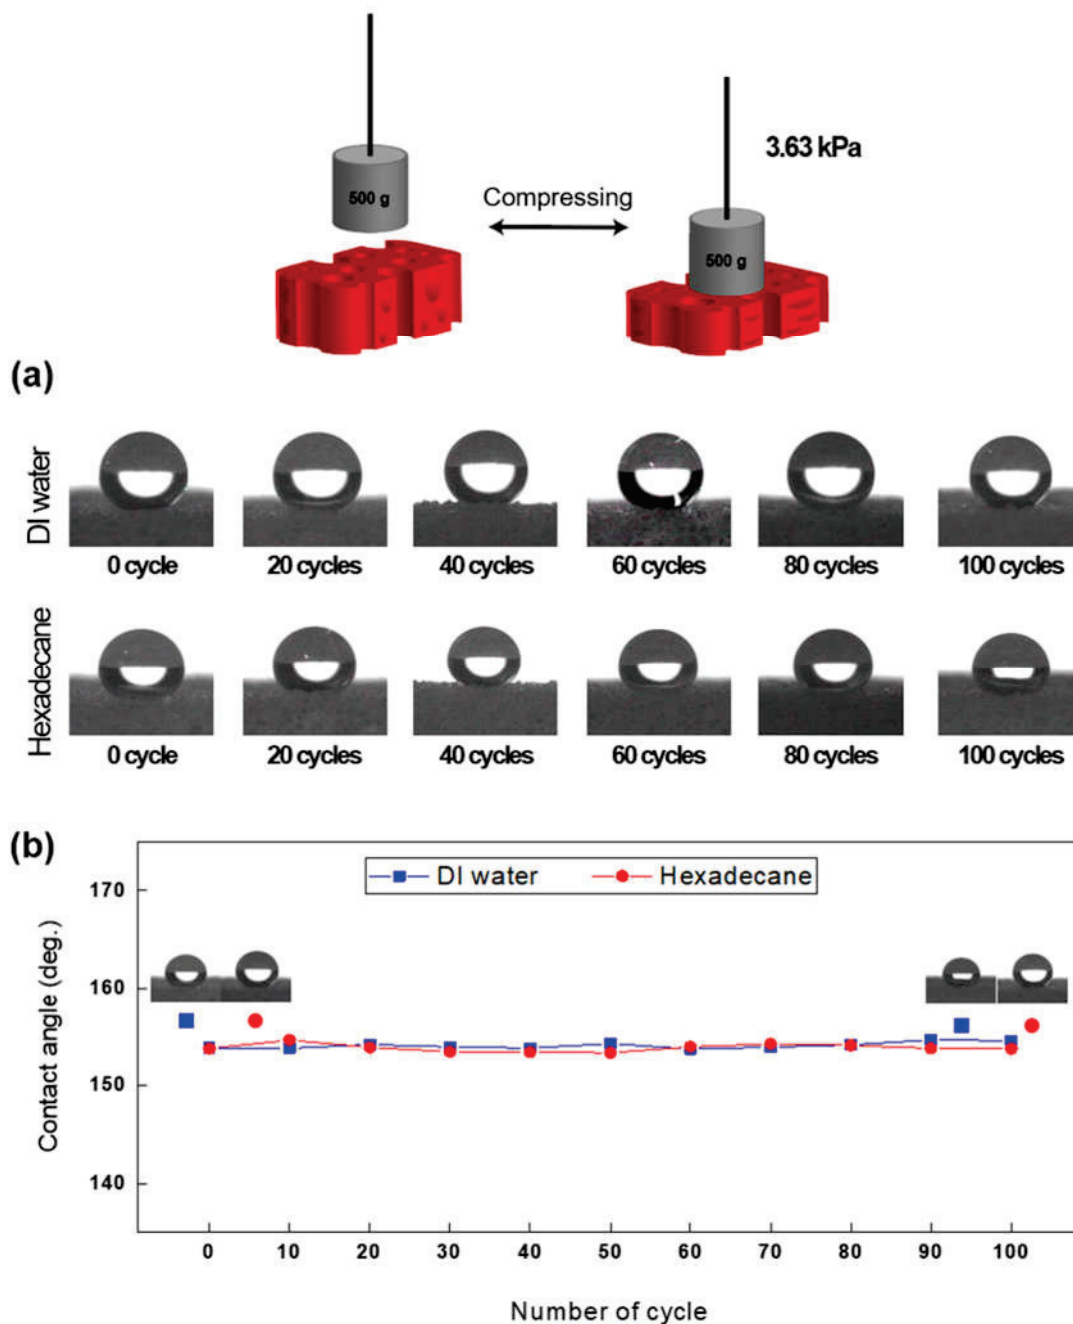 3.63 kPa
500 g
Compressing
500 g
(a)
DI water
0 cycle 20 cycles 40 cycles 60 cycles 80 cycles 100 cycles
Hexadecane
0 cycle 20 cycles 40 cycles 60 cycles 80 cycles 100 cycles
(b)
DI water Hexadecane
Contact angle (deg.)
170
160
150
140
0 10 20 30 40 50 60 70 80 90 100
Number of cycle